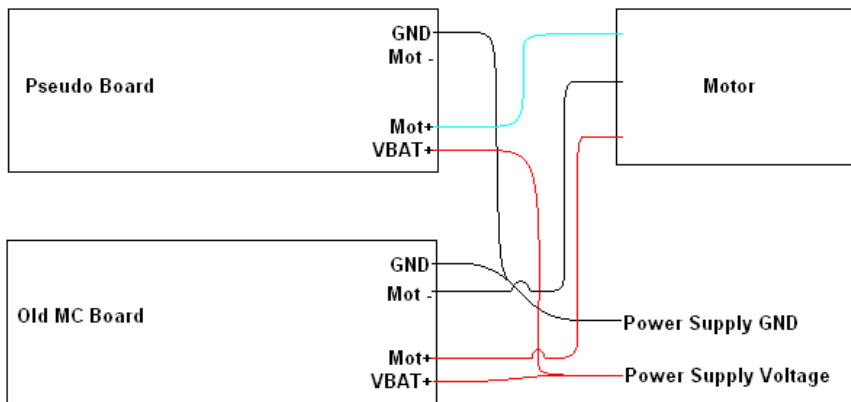 GND
Mot -
Pseudo Board
Motor
Mot+
VBAT+
GND
Mot -
Old MC Board
Power Supply GND
Mot+
VBAT+
Power Supply Voltage